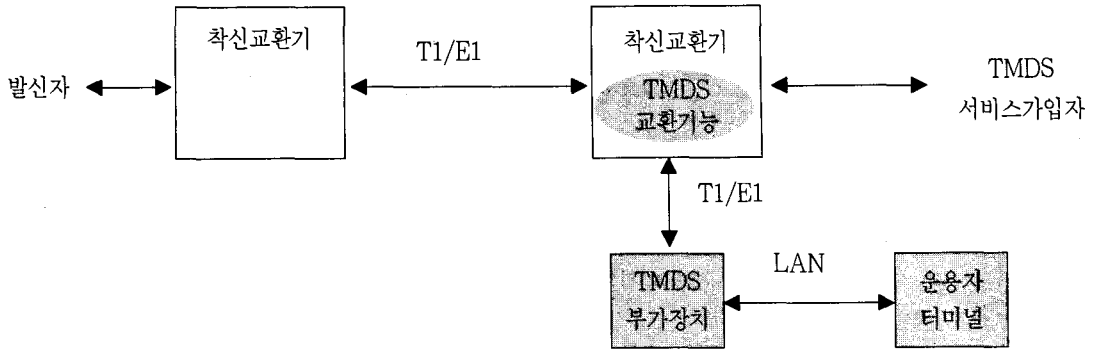 착신교환기
T1/E1
착신교환기
발신자
TMDS
교환기능
TMDS
서비스가입자
T1/E1
TMDS
부가장치
LAN
운용자
터미널